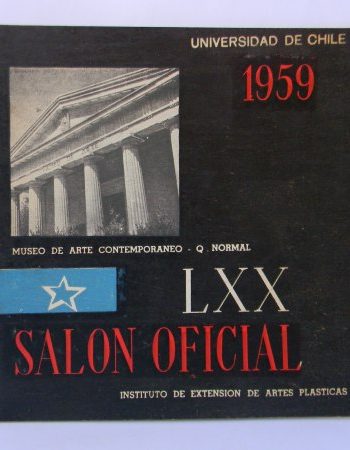 UNIVERSIDAD DE CHILE
1959
MUSEO DE ARTE CONTEMPORANEO - Q. NORMAL
LXX
SALON OFICIAL
INSTITUTO DE EXTENSION DE ARTES PLASTICAS